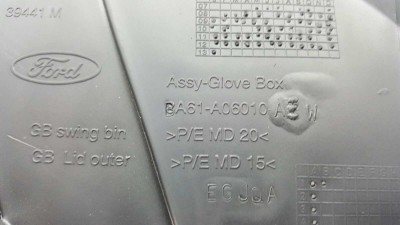 39441 M
Ford
GB swing bin
GB Lid outer
Assy-Glove Box
BA61-A06010 A W
>P/E MD 20<
>P/E MD 15<